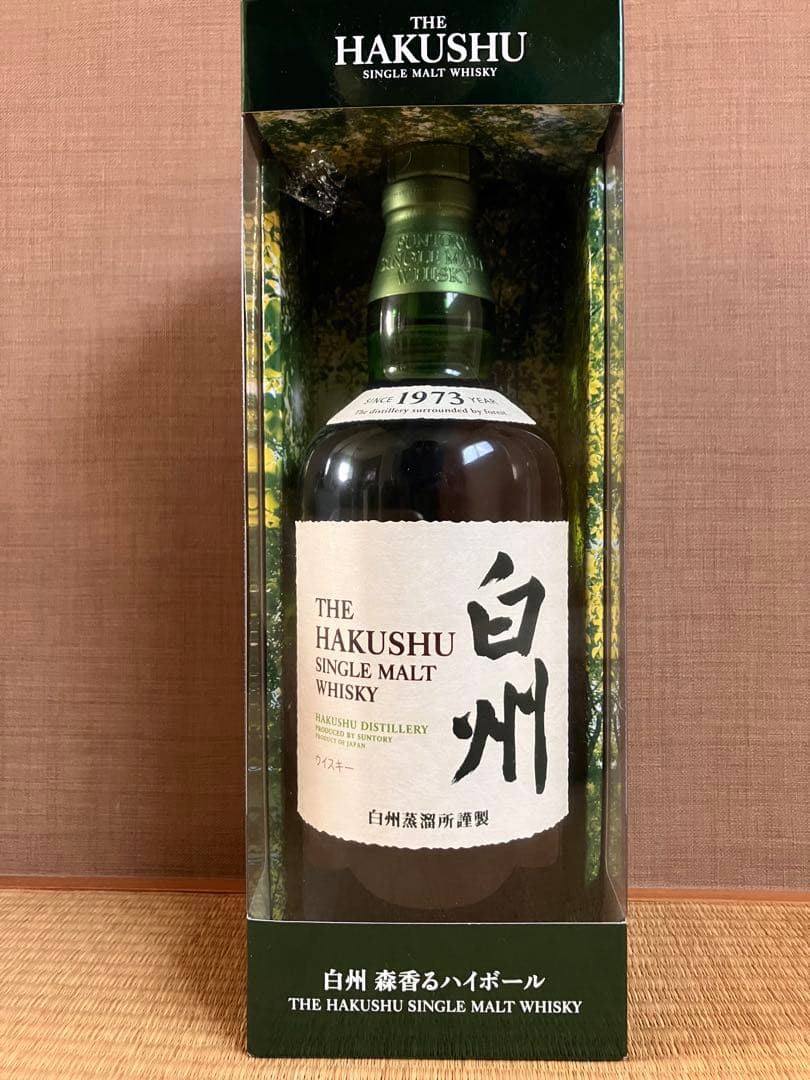 THE
HAKUSHU
SINGLE MALT WHISKY
SUNTORY
SINGLE MALT
WHISKY
SINCE 1973 YEAR
The distillery surrounded by forest.
THE
HAKUSHU
SINGLE MALT
WHISKY
白州
HAKUSHU DISTILLERY
PRODUCED BY SUNTORY
PRODUCT OF JAPAN
ウイスキー
白州蒸溜所謹製
白州 森香るハイボール
THE HAKUSHU SINGLE MALT WHISKY